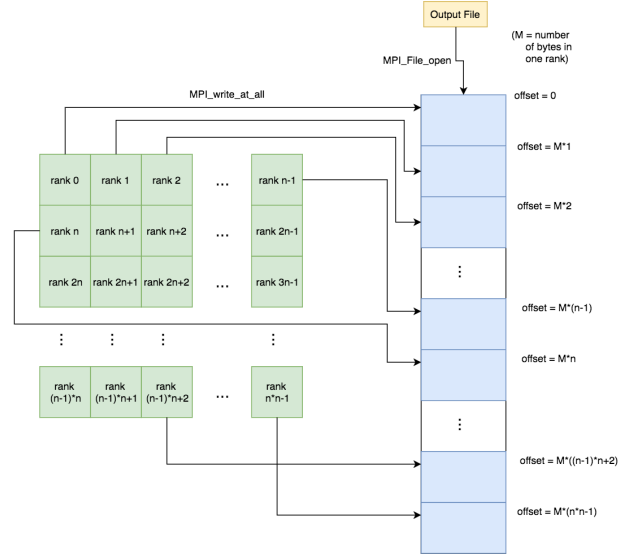 Output File
(M = number
of bytes in
one rank)
MPI_File_open
MPI_write_at_all
offset = 0
offset = M*1
rank 0
rank 1
rank 2
...
rank n-1
offset = M*2
rank n
rank n+1
rank n+2
...
rank 2n-1
rank 2n
rank 2n+1
rank 2n+2
...
rank 3n-1
⋮
offset = M*(n-1)
⋮
⋮
⋮
⋮
offset = M*n
rank
(n-1)*n
rank
(n-1)*n+1
rank
(n-1)*n+2
...
rank
n*n-1
⋮
offset = M*((n-1)*n+2)
offset = M*(n*n-1)